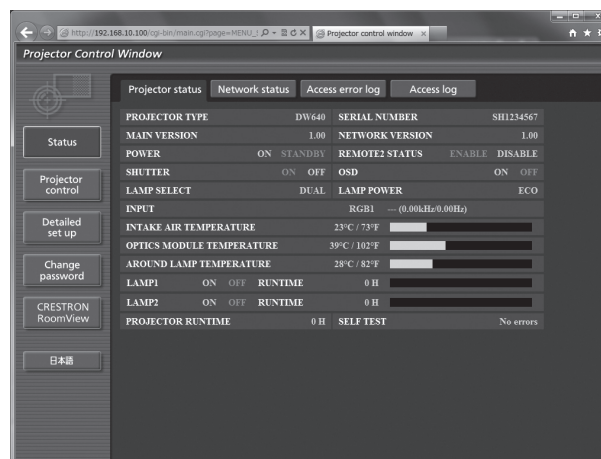 http://192.168.10.100/cgi-bin/main.cgi?page=MENU_S
Projector control window
Projector Control Window
Projector status
Network status
Access error log
Access log
Status
Projector control
Detailed set up
Change password
CRESTRON RoomView
日本語
PROJECTOR TYPE DW640 SERIAL NUMBER SH1234567
MAIN VERSION 1.00 NETWORK VERSION 1.00
POWER ON STANDBY REMOTE2 STATUS ENABLE DISABLE
SHUTTER ON OFF OSD ON OFF
LAMP SELECT DUAL LAMP POWER ECO
INPUT RGB1 --- (0.00kHz/0.00Hz)
INTAKE AIR TEMPERATURE 23°C / 73°F
OPTICS MODULE TEMPERATURE 39°C / 102°F
AROUND LAMP TEMPERATURE 28°C / 82°F
LAMP1 ON OFF RUNTIME 0 H
LAMP2 ON OFF RUNTIME 0 H
PROJECTOR RUNTIME 0 H SELF TEST No errors